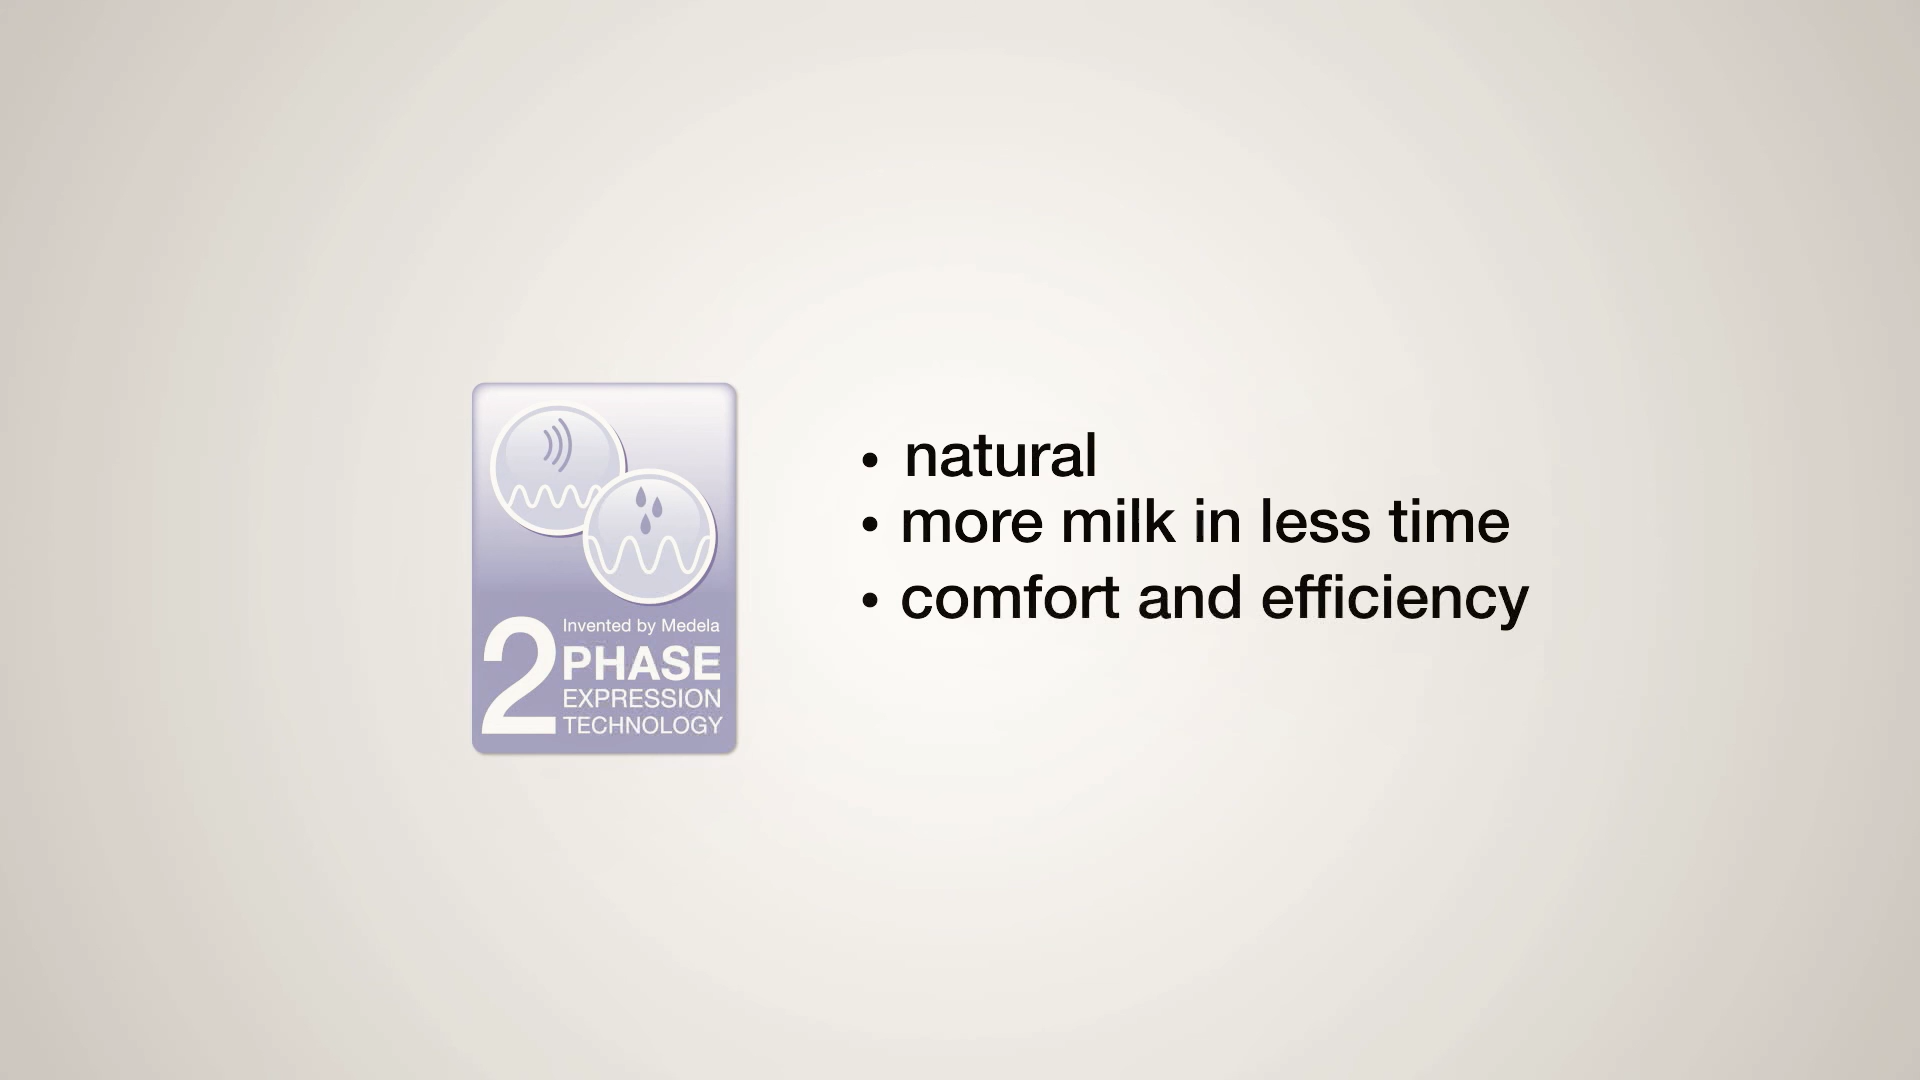 Invented by Medela
2 PHASE
EXPRESSION
TECHNOLOGY
• natural
• more milk in less time
• comfort and efficiency